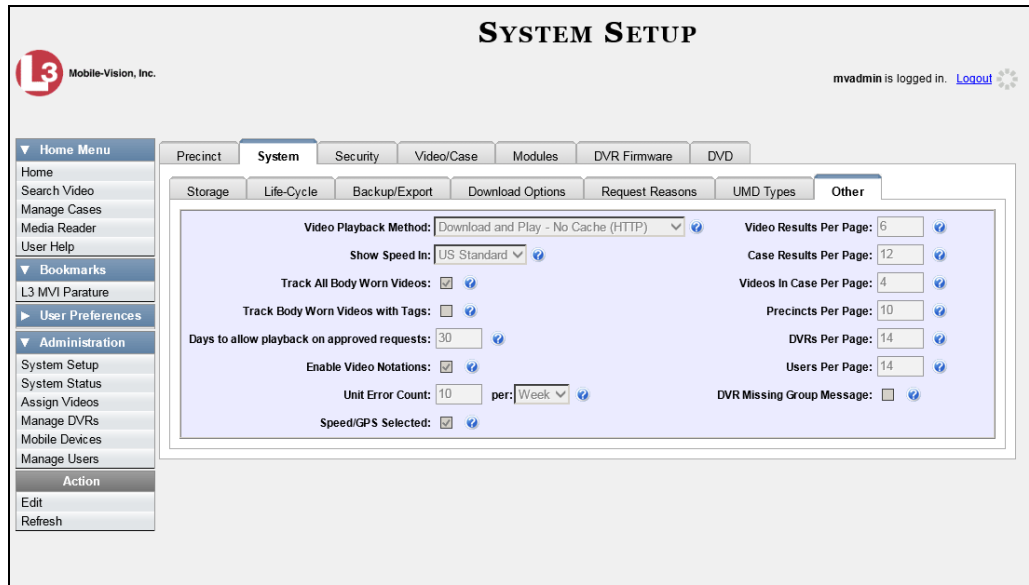 SYSTEM SETUP
L3 Mobile-Vision, Inc.
mvadmin is logged in. Logout
▼ Home Menu
Home
Search Video
Manage Cases
Media Reader
User Help
▼ Bookmarks
L3 MVI Parature
▶ User Preferences
▼ Administration
System Setup
System Status
Assign Videos
Manage DVRs
Mobile Devices
Manage Users
Action
Edit
Refresh
Precinct System Security Video/Case Modules DVR Firmware DVD
Storage Life-Cycle Backup/Export Download Options Request Reasons UMD Types Other
Video Playback Method: Download and Play - No Cache (HTTP) ?
Show Speed In: US Standard ?
Track All Body Worn Videos: ?
Track Body Worn Videos with Tags: ?
Days to allow playback on approved requests: 30 ?
Enable Video Notations: ?
Unit Error Count: 10 per: Week ?
Speed/GPS Selected: ?
Video Results Per Page: 6 ?
Case Results Per Page: 12 ?
Videos In Case Per Page: 4 ?
Precincts Per Page: 10 ?
DVRs Per Page: 14 ?
Users Per Page: 14 ?
DVR Missing Group Message: ?